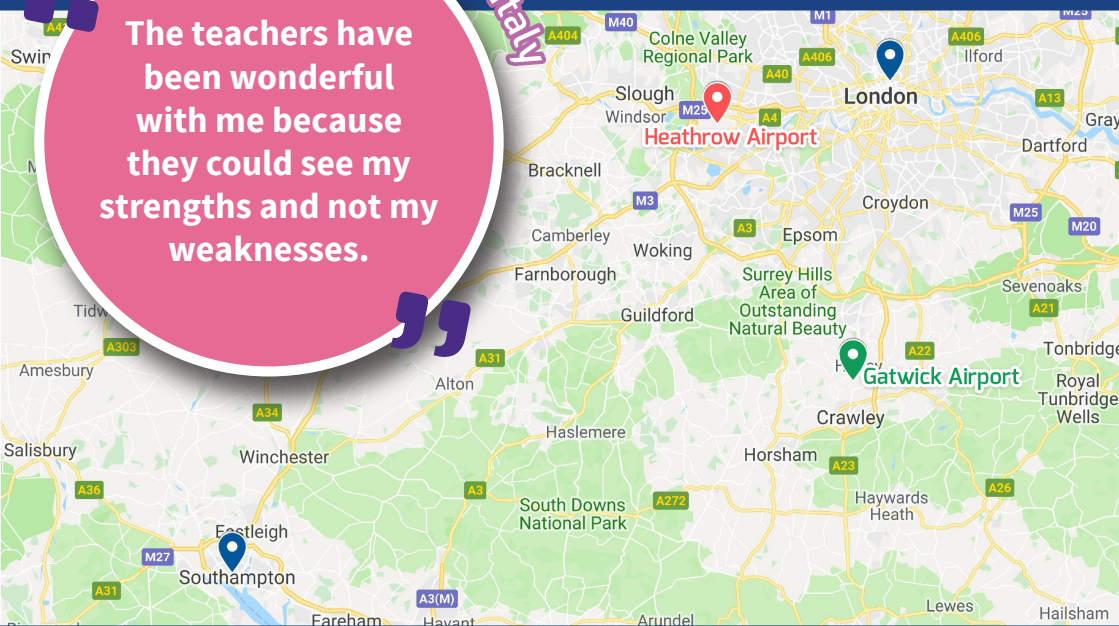 The teachers have
been wonderful
with me because
they could see my
strengths and not my
weaknesses.
Italy
M40
M1
M25
A404
Colne Valley
Regional Park
A406
A406
Ilford
A40
Slough
M25
London
A13
Windsor
A4
Heathrow Airport
Dartford
Bracknell
M3
Croydon
M25
M20
A3
Epsom
Camberley
Woking
Farnborough
Surrey Hills
Area of
Outstanding
Natural Beauty
Sevenoaks
A21
Guildford
A303
A31
A22
Tonbridge
Amesbury
Alton
Gatwick Airport
Royal
Tunbridge
Wells
A34
Crawley
Haslemere
Salisbury
Winchester
Horsham
A23
A36
A3
A272
A26
South Downs
National Park
Haywards
Heath
Eastleigh
M27
Southampton
A31
A3(M)
Lewes
Hailsham
Fareham
Havant
Arundel